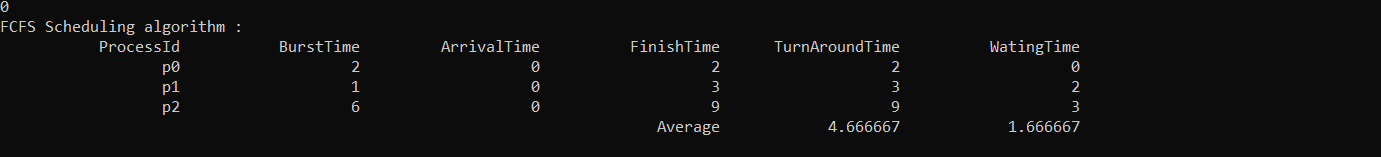 0
FCFS Scheduling algorithm :
ProcessId BurstTime ArrivalTime FinishTime TurnAroundTime WatingTime
p0 2 0 2 2 0
p1 1 0 3 3 2
p2 6 0 9 9 3
Average 4.666667 1.666667